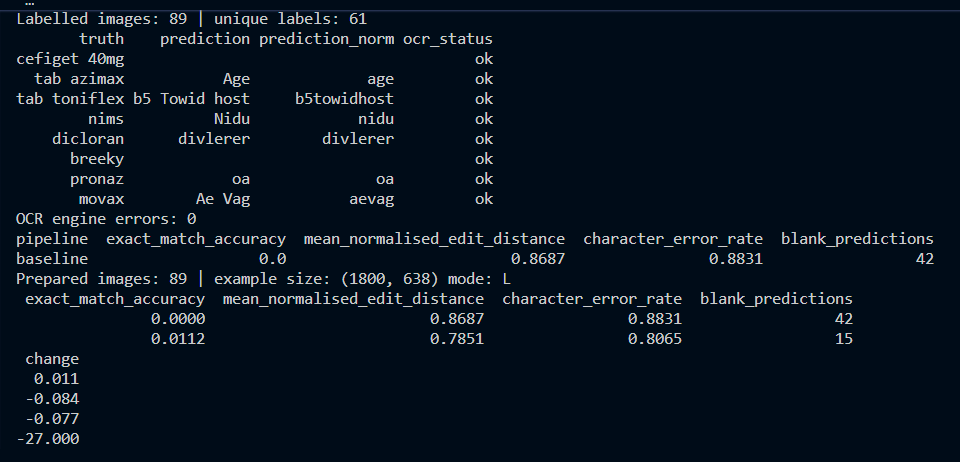 ...
Labelled images: 89 | unique labels: 61
truth prediction prediction_norm ocr_status
cefiget 40mg ok
tab azimax Age age ok
tab toniflex b5 Towid host b5towidhost ok
nims Nidu nidu ok
dicloran divlerer divlerer ok
breeky ok
pronaz oa oa ok
movax Ae Vag aevag ok
OCR engine errors: 0
pipeline exact_match_accuracy mean_normalised_edit_distance character_error_rate blank_predictions
baseline 0.0 0.8687 0.8831 42
Prepared images: 89 | example size: (1800, 638) mode: L
exact_match_accuracy mean_normalised_edit_distance character_error_rate blank_predictions
0.0000 0.8687 0.8831 42
0.0112 0.7851 0.8065 15
change
0.011
-0.084
-0.077
-27.000